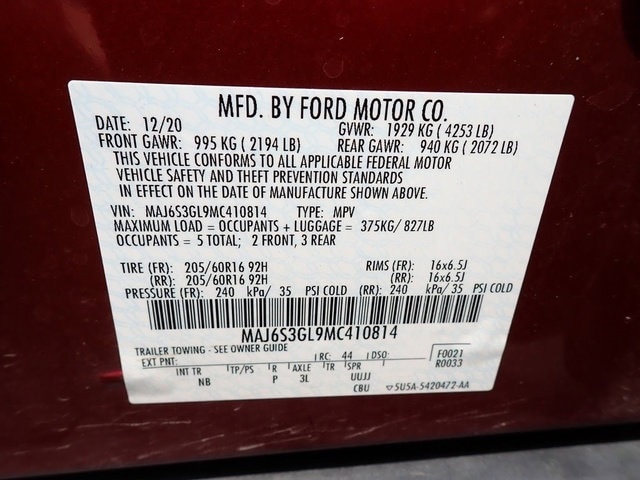 MFD. BY FORD MOTOR CO.
DATE: 12/20 GVWR: 1929 KG ( 4253 LB)
FRONT GAWR: 995 KG ( 2194 LB) REAR GAWR: 940 KG ( 2072 LB)
THIS VEHICLE CONFORMS TO ALL APPLICABLE FEDERAL MOTOR
VEHICLE SAFETY AND THEFT PREVENTION STANDARDS
IN EFFECT ON THE DATE OF MANUFACTURE SHOWN ABOVE.
VIN: MAJ6S3GL9MC410814 TYPE: MPV
MAXIMUM LOAD = OCCUPANTS + LUGGAGE = 375KG/ 827LB
OCCUPANTS = 5 TOTAL; 2 FRONT, 3 REAR
TIRE (FR): 205/60R16 92H RIMS (FR): 16x6.5J
(RR): 205/60R16 92H (RR): 16x6.5J
PRESSURE (FR): 240 kPa/ 35 PSI COLD (RR): 240 kPa/ 35 PSI COLD
MAJ6S3GL9MC410814
TRAILER TOWING - SEE OWNER GUIDE
EXT PNT: RC: 44 DSO: F0021
R0033
INT TR TP/PS R AXLE TR SPR
NB P 3L UUJJ
CBU 5U5A-5420472-AA